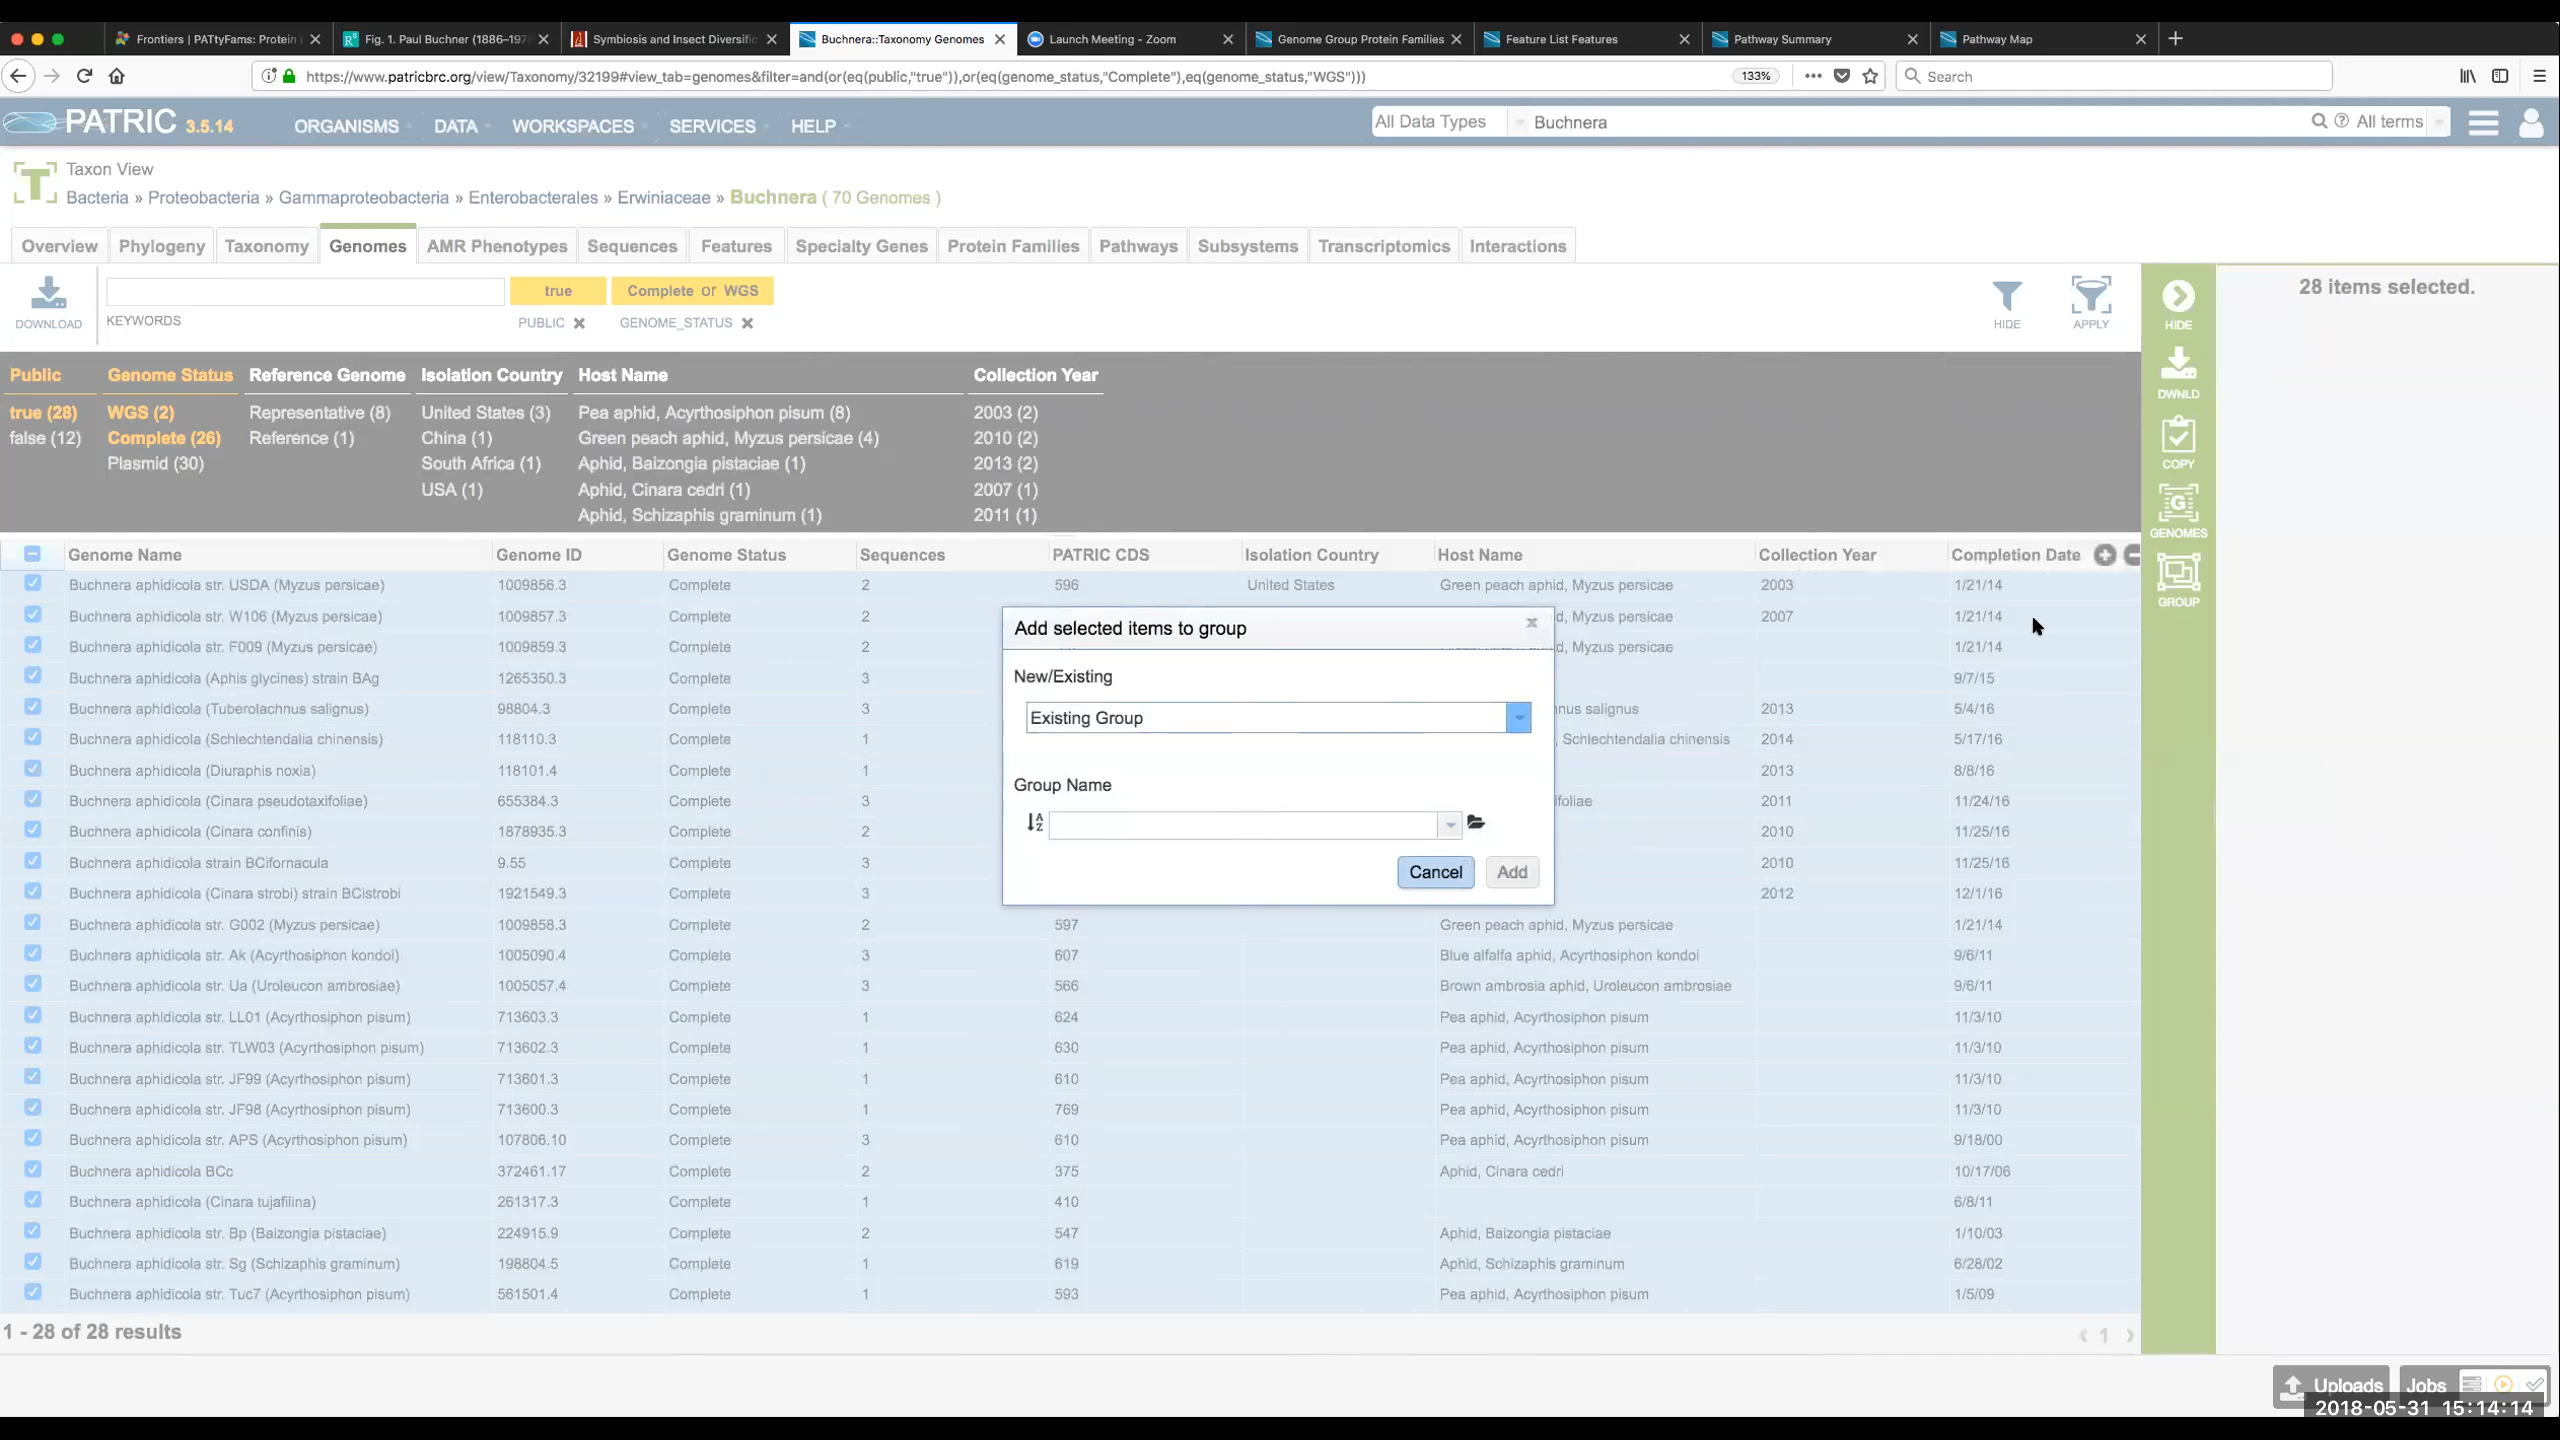 Frontiers | PATtyFams: Protein
Fig. 1. Paul Buchner (1886–197
Symbiosis and Insect Diversific
Buchnera::Taxonomy Genomes
Launch Meeting - Zoom
Genome Group Protein Families
Feature List Features
Pathway Summary
Pathway Map
https://www.patricbrc.org/view/Taxonomy/32199#view_tab=genomes&filter=and(or(eq(public,"true")),or(eq(genome_status,"Complete"),eq(genome_status,"WGS")))
133%
Search
PATRIC 3.5.14
ORGANISMS DATA WORKSPACES SERVICES HELP
All Data Types Buchnera All terms
Taxon View
Bacteria » Proteobacteria » Gammaproteobacteria » Enterobacterales » Erwiniaceae » Buchnera ( 70 Genomes )
Overview Phylogeny Taxonomy Genomes AMR Phenotypes Sequences Features Specialty Genes Protein Families Pathways Subsystems Transcriptomics Interactions
DOWNLOAD
KEYWORDS
true
PUBLIC
Complete or WGS
GENOME_STATUS
HIDE
APPLY
HIDE
28 items selected.
DWNLD
COPY
GENOMES
GROUP
Public Genome Status Reference Genome Isolation Country Host Name Collection Year
true (28) WGS (2) Representative (8) United States (3) Pea aphid, Acyrthosiphon pisum (8) 2003 (2)
false (12) Complete (26) Reference (1) China (1) Green peach aphid, Myzus persicae (4) 2010 (2)
Plasmid (30) South Africa (1) Aphid, Baizongia pistaciae (1) 2013 (2)
USA (1) Aphid, Cinara cedri (1) 2007 (1)
Aphid, Schizaphis graminum (1) 2011 (1)
Genome Name Genome ID Genome Status Sequences PATRIC CDS Isolation Country Host Name Collection Year Completion Date
Buchnera aphidicola str. USDA (Myzus persicae) 1009856.3 Complete 2 596 United States Green peach aphid, Myzus persicae 2003 1/21/14
Buchnera aphidicola str. W106 (Myzus persicae) 1009857.3 Complete 2 d, Myzus persicae 2007 1/21/14
Buchnera aphidicola str. F009 (Myzus persicae) 1009859.3 Complete 2 d, Myzus persicae 1/21/14
Buchnera aphidicola (Aphis glycines) strain BAg 1265350.3 Complete 3 9/7/15
Buchnera aphidicola (Tuberolachnus salignus) 98804.3 Complete 3 nus salignus 2013 5/4/16
Buchnera aphidicola (Schlechtendalia chinensis) 118110.3 Complete 1 , Schlechtendalia chinensis 2014 5/17/16
Buchnera aphidicola (Diuraphis noxia) 118101.4 Complete 1 2013 8/8/16
Buchnera aphidicola (Cinara pseudotaxifoliae) 655384.3 Complete 3 ifoliae 2011 11/24/16
Buchnera aphidicola (Cinara confinis) 1878935.3 Complete 2 2010 11/25/16
Buchnera aphidicola strain BCifornacula 9.55 Complete 3 2010 11/25/16
Buchnera aphidicola (Cinara strobi) strain BCistrobi 1921549.3 Complete 3 2012 12/1/16
Buchnera aphidicola str. G002 (Myzus persicae) 1009858.3 Complete 2 597 Green peach aphid, Myzus persicae 1/21/14
Buchnera aphidicola str. Ak (Acyrthosiphon kondoi) 1005090.4 Complete 3 607 Blue alfalfa aphid, Acyrthosiphon kondoi 9/6/11
Buchnera aphidicola str. Ua (Uroleucon ambrosiae) 1005057.4 Complete 3 566 Brown ambrosia aphid, Uroleucon ambrosiae 9/6/11
Buchnera aphidicola str. LL01 (Acyrthosiphon pisum) 713603.3 Complete 1 624 Pea aphid, Acyrthosiphon pisum 11/3/10
Buchnera aphidicola str. TLW03 (Acyrthosiphon pisum) 713602.3 Complete 1 630 Pea aphid, Acyrthosiphon pisum 11/3/10
Buchnera aphidicola str. JF99 (Acyrthosiphon pisum) 713601.3 Complete 1 610 Pea aphid, Acyrthosiphon pisum 11/3/10
Buchnera aphidicola str. JF98 (Acyrthosiphon pisum) 713600.3 Complete 1 769 Pea aphid, Acyrthosiphon pisum 11/3/10
Buchnera aphidicola str. APS (Acyrthosiphon pisum) 107806.10 Complete 3 610 Pea aphid, Acyrthosiphon pisum 9/18/00
Buchnera aphidicola BCc 372461.17 Complete 2 375 Aphid, Cinara cedri 10/17/06
Buchnera aphidicola (Cinara tujafilina) 261317.3 Complete 1 410 6/8/11
Buchnera aphidicola str. Bp (Baizongia pistaciae) 224915.9 Complete 2 547 Aphid, Baizongia pistaciae 1/10/03
Buchnera aphidicola str. Sg (Schizaphis graminum) 198804.5 Complete 1 619 Aphid, Schizaphis graminum 6/28/02
Buchnera aphidicola str. Tuc7 (Acyrthosiphon pisum) 561501.4 Complete 1 593 Pea aphid, Acyrthosiphon pisum 1/5/09
Add selected items to group
New/Existing
Existing Group
Group Name
Cancel Add
1 - 28 of 28 results
1
Uploads Jobs
2018-05-31 15:14:14